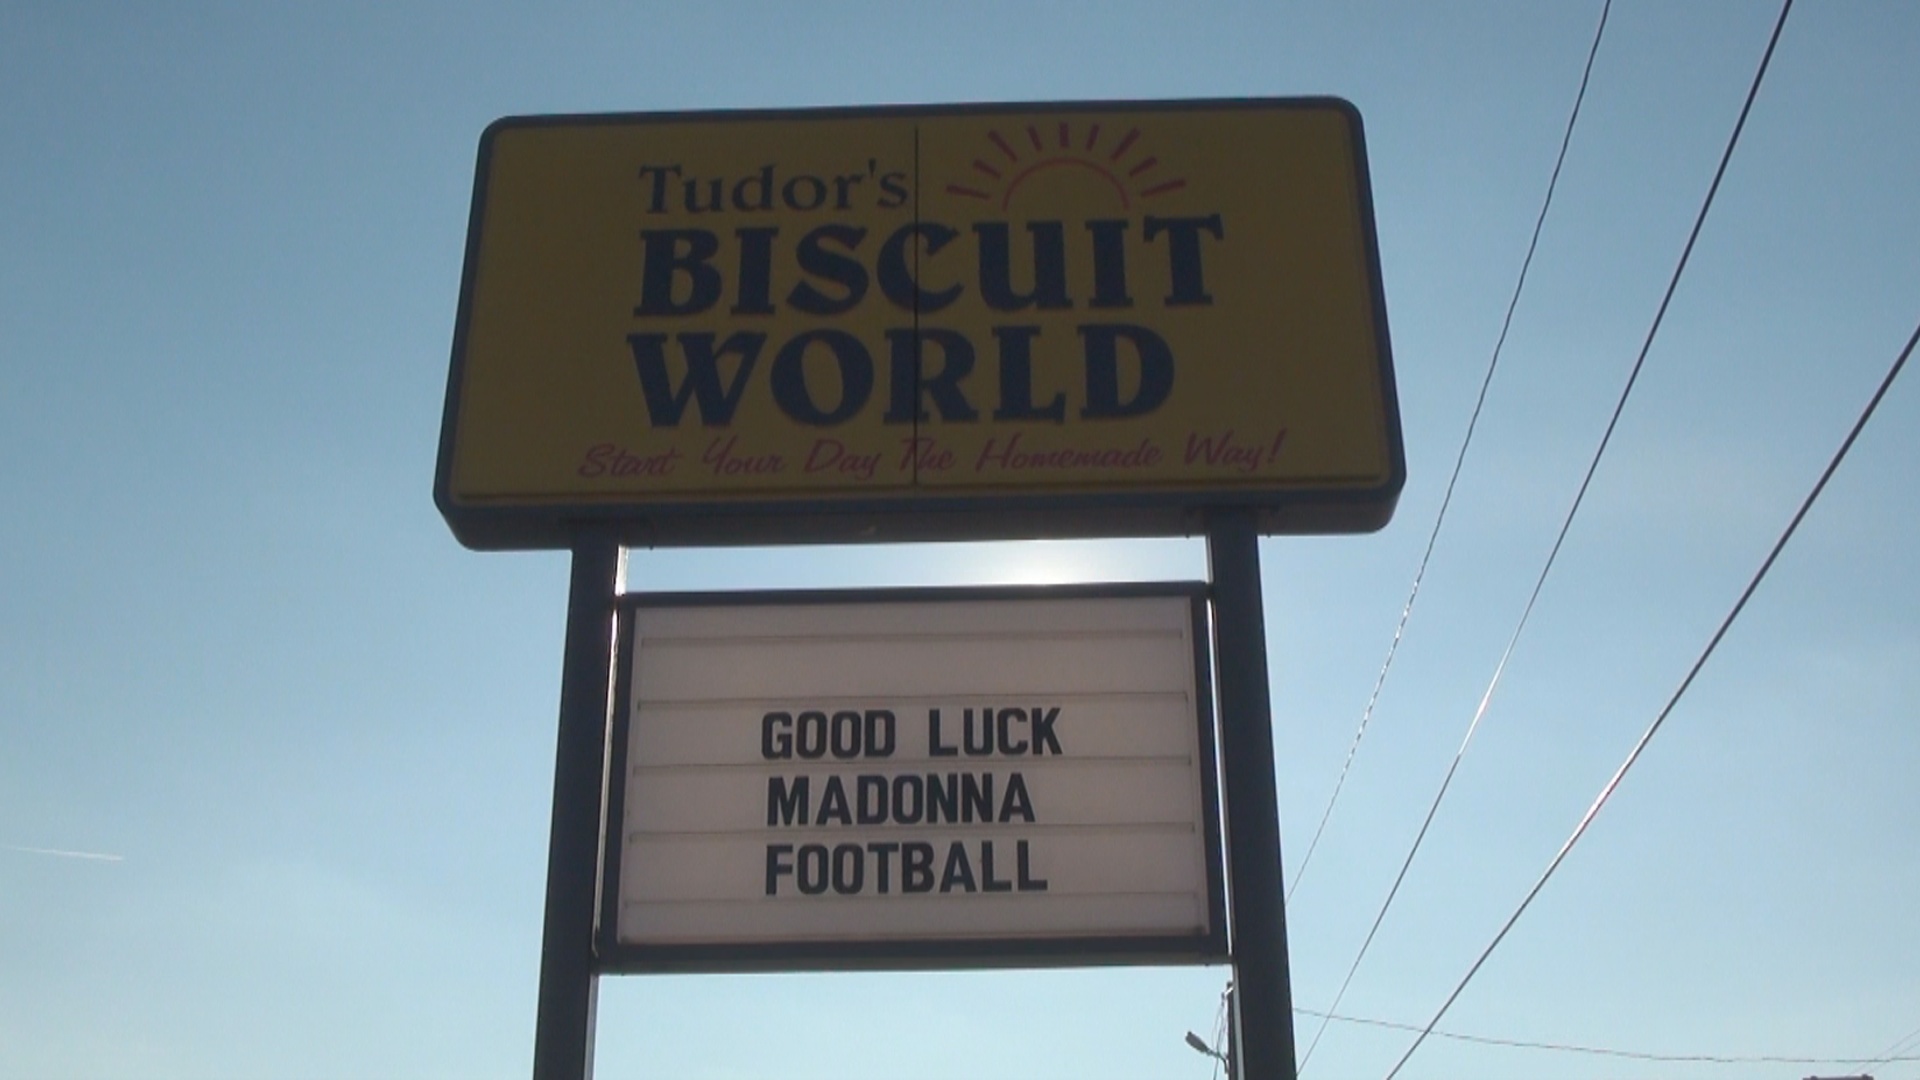 Tudor's
BISCUIT
WORLD
Start Your Day The Homemade Way!
GOOD LUCK
MADONNA
FOOTBALL